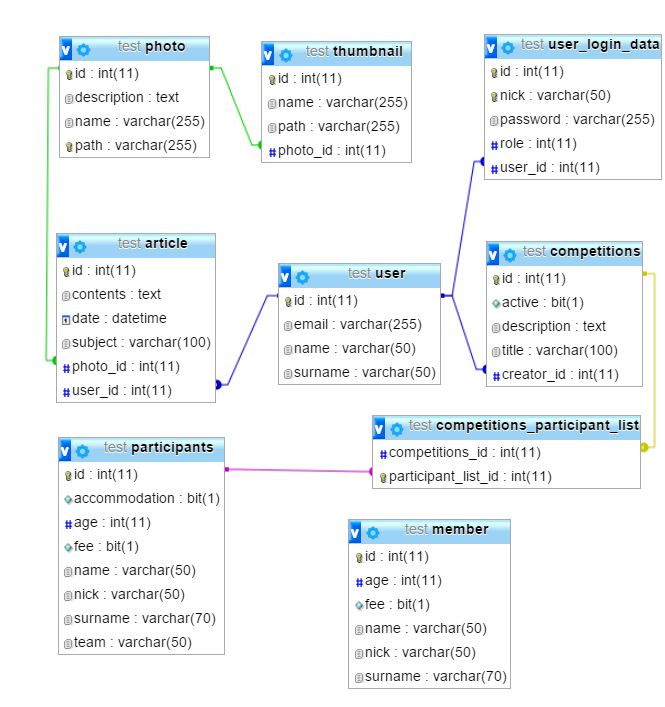 test photo
id : int(11)
description : text
name : varchar(255)
path : varchar(255)
test thumbnail
id : int(11)
name : varchar(255)
path : varchar(255)
photo_id : int(11)
test user_login_data
id : int(11)
nick : varchar(50)
password : varchar(255)
role : int(11)
user_id : int(11)
test article
id : int(11)
contents : text
date : datetime
subject : varchar(100)
photo_id : int(11)
user_id : int(11)
test user
id : int(11)
email : varchar(255)
name : varchar(50)
surname : varchar(50)
test competitions
id : int(11)
active : bit(1)
description : text
title : varchar(100)
creator_id : int(11)
test competitions_participant_list
competitions_id : int(11)
participant_list_id : int(11)
test participants
id : int(11)
accommodation : bit(1)
age : int(11)
fee : bit(1)
name : varchar(50)
nick : varchar(50)
surname : varchar(70)
team : varchar(50)
test member
id : int(11)
age : int(11)
fee : bit(1)
name : varchar(50)
nick : varchar(50)
surname : varchar(70)